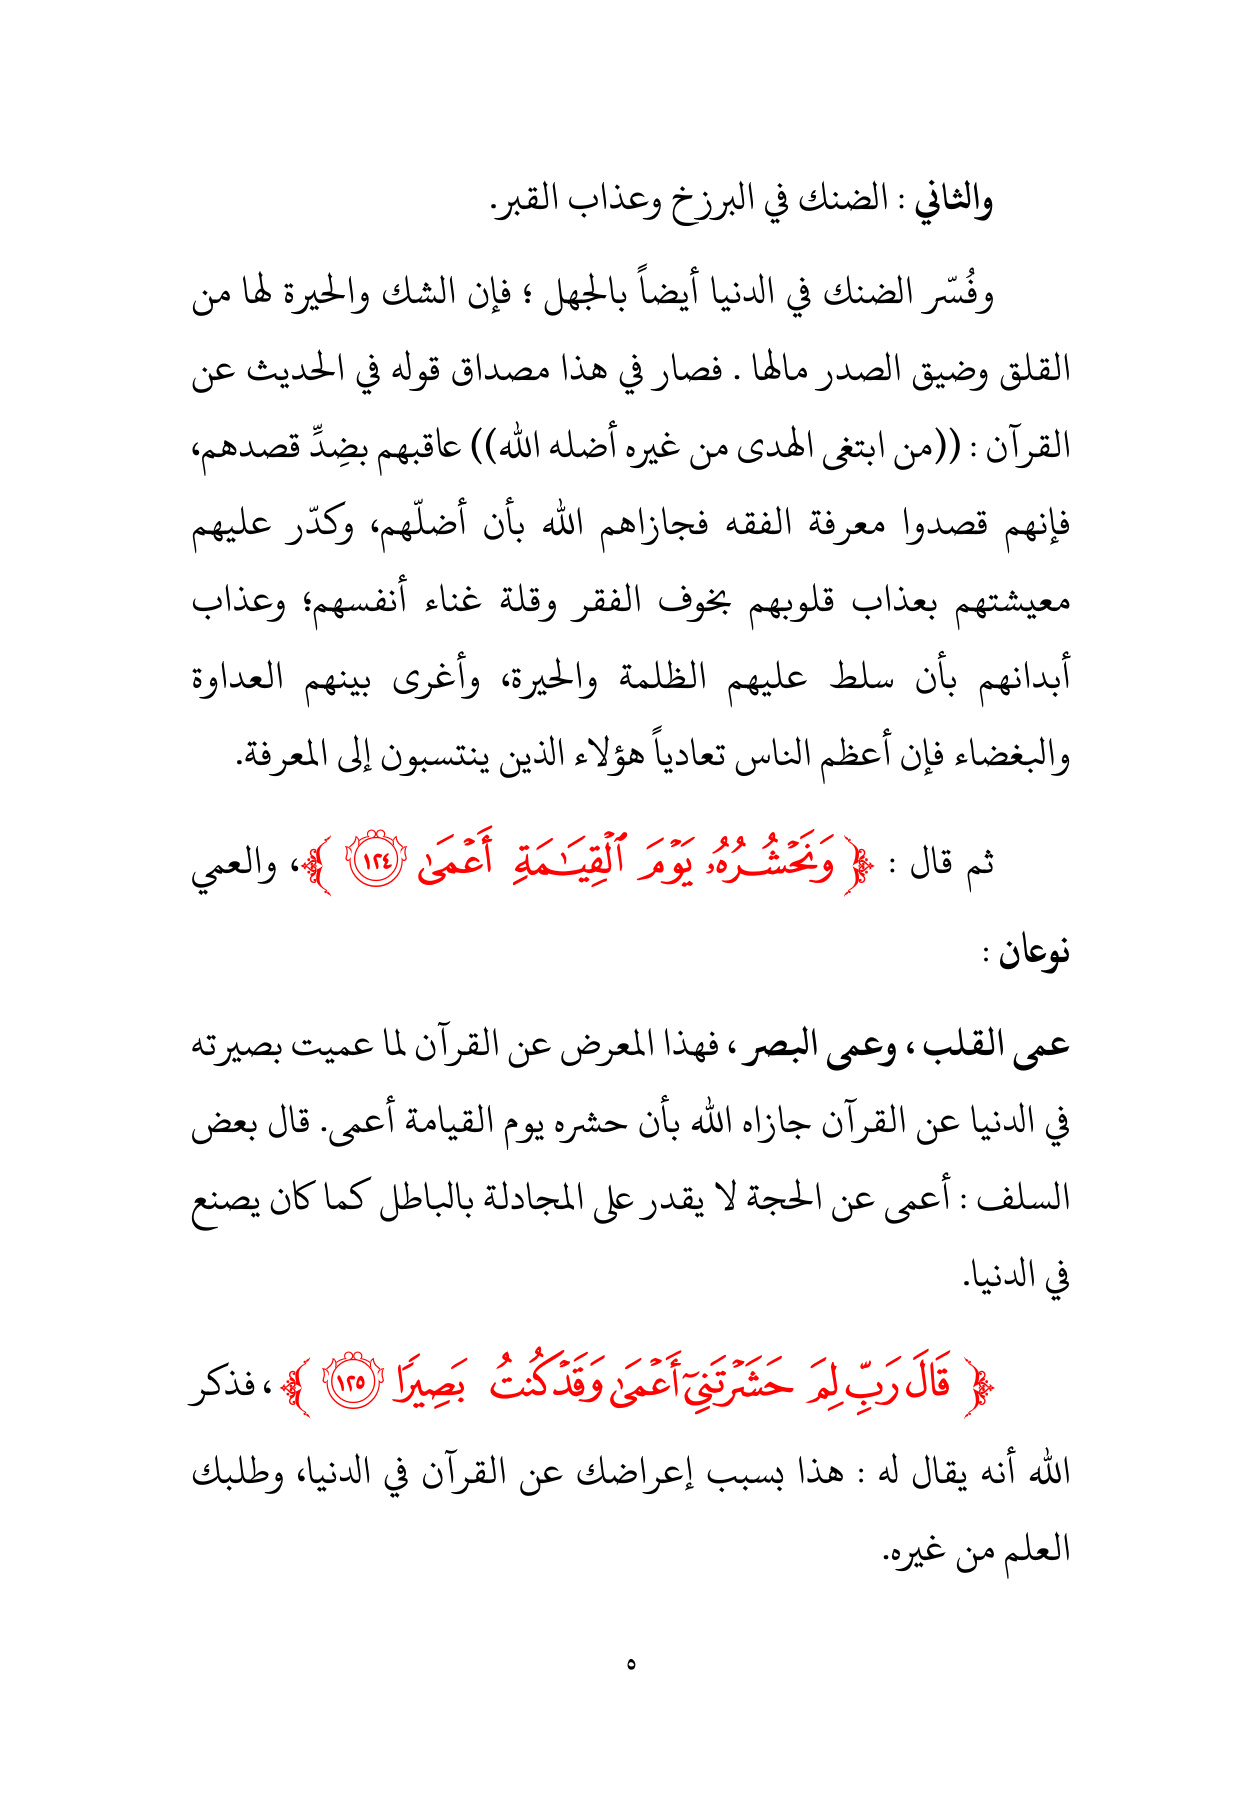 والثاني : الضنك في البرزخ وعذاب القبر.
وفُسّر الضنك في الدنيا أيضاً بالجهل ؛ فإن الشك والحيرة لها من
القلق وضيق الصدر مالها . فصار في هذا مصداق قوله في الحديث عن
القرآن : ((من ابتغى الهدى من غيره أضله الله)) عاقبهم بضِدِّ قصدهم،
فإنهم قصدوا معرفة الفقه فجازاهم الله بأن أضلّهم، وكدّر عليهم
معيشتهم بعذاب قلوبهم بخوف الفقر وقلة غناء أنفسهم؛ وعذاب
أبدانهم بأن سلط عليهم الظلمة والحيرة، وأغرى بينهم العداوة
والبغضاء فإن أعظم الناس تعادياً هؤلاء الذين ينتسبون إلى المعرفة.
ثم قال : ﴿ وَنَحْشُرُهُۥ يَوْمَ ٱلْقِيَـٰمَةِ أَعْمَىٰ ١٢٤ ﴾، والعمي
نوعان :
عمى القلب ، وعمى البصر ، فهذا المعرض عن القرآن لما عميت بصيرته
في الدنيا عن القرآن جازاه الله بأن حشره يوم القيامة أعمى. قال بعض
السلف : أعمى عن الحجة لا يقدر على المجادلة بالباطل كما كان يصنع
في الدنيا.
﴿ قَالَ رَبِّ لِمَ حَشَرْتَنِىٓ أَعْمَىٰ وَقَدْ كُنتُ بَصِيرًا ١٢٥ ﴾ ، فذكر
الله أنه يقال له : هذا بسبب إعراضك عن القرآن في الدنيا، وطلبك
العلم من غيره.
٥